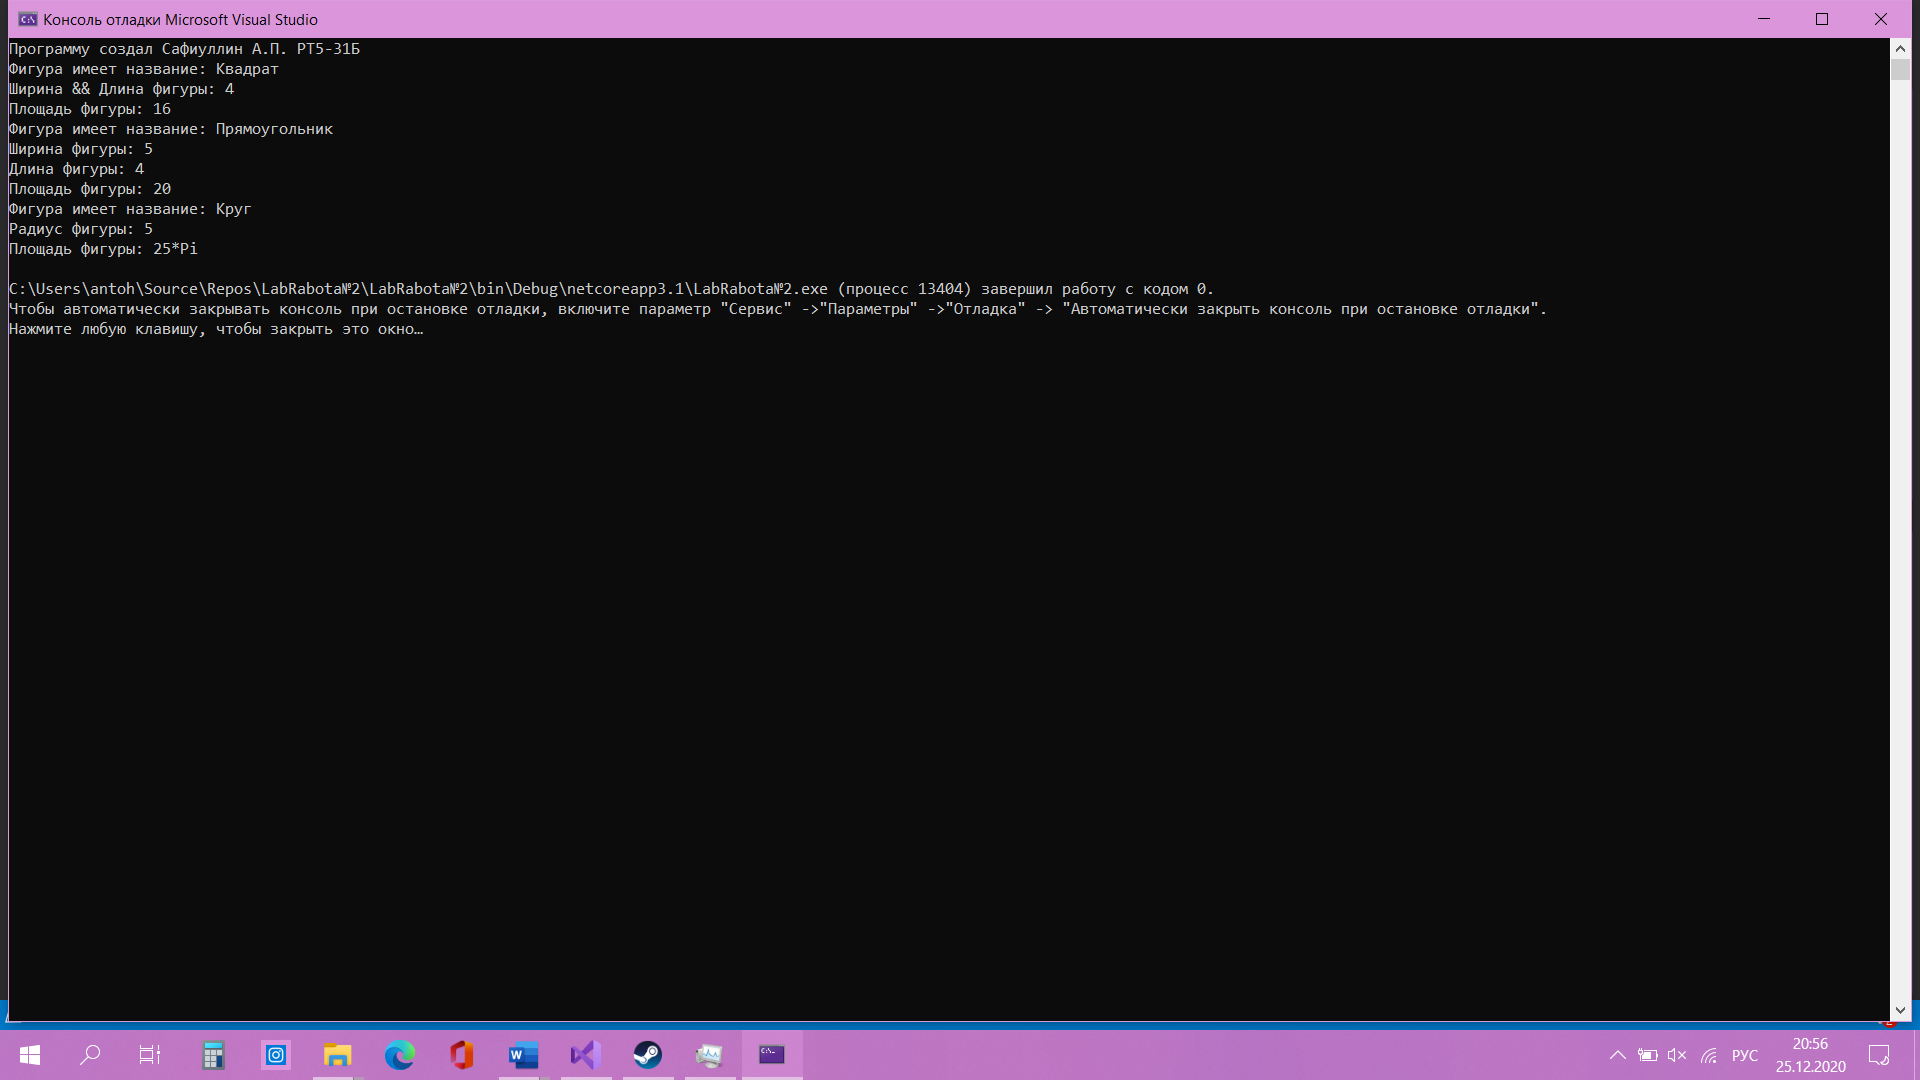 Консоль отладки Microsoft Visual Studio
Программу создал Сафиуллин А.П. РТ5-31Б
Фигура имеет название: Квадрат
Ширина && Длина фигуры: 4
Площадь фигуры: 16
Фигура имеет название: Прямоугольник
Ширина фигуры: 5
Длина фигуры: 4
Площадь фигуры: 20
Фигура имеет название: Круг
Радиус фигуры: 5
Площадь фигуры: 25*Pi
C:\Users\antoh\Source\Repos\LabRabota№2\LabRabota№2\bin\Debug\netcoreapp3.1\LabRabota№2.exe (процесс 13404) завершил работу с кодом 0.
Чтобы автоматически закрывать консоль при остановке отладки, включите параметр "Сервис" ->"Параметры" ->"Отладка" -> "Автоматически закрыть консоль при остановке отладки".
Нажмите любую клавишу, чтобы закрыть это окно…
РУС
20:56
25.12.2020